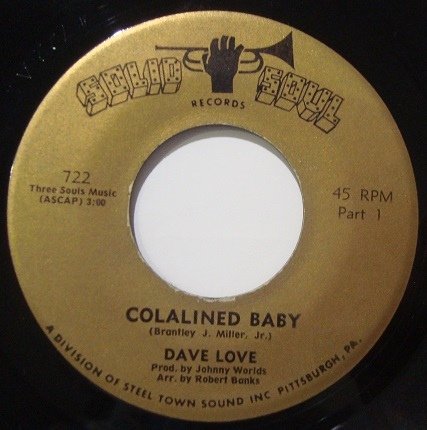 SOLID SOUL
RECORDS
722
Three Souls Music
(ASCAP) 3:00
45 RPM
Part 1
COLALINED BABY
(Brantley J. Miller, Jr.)
DAVE LOVE
Prod. by Johnny Worlds
Arr. by Robert Banks
A DIVISION OF STEEL TOWN SOUND INC PITTSBURGH, PA.